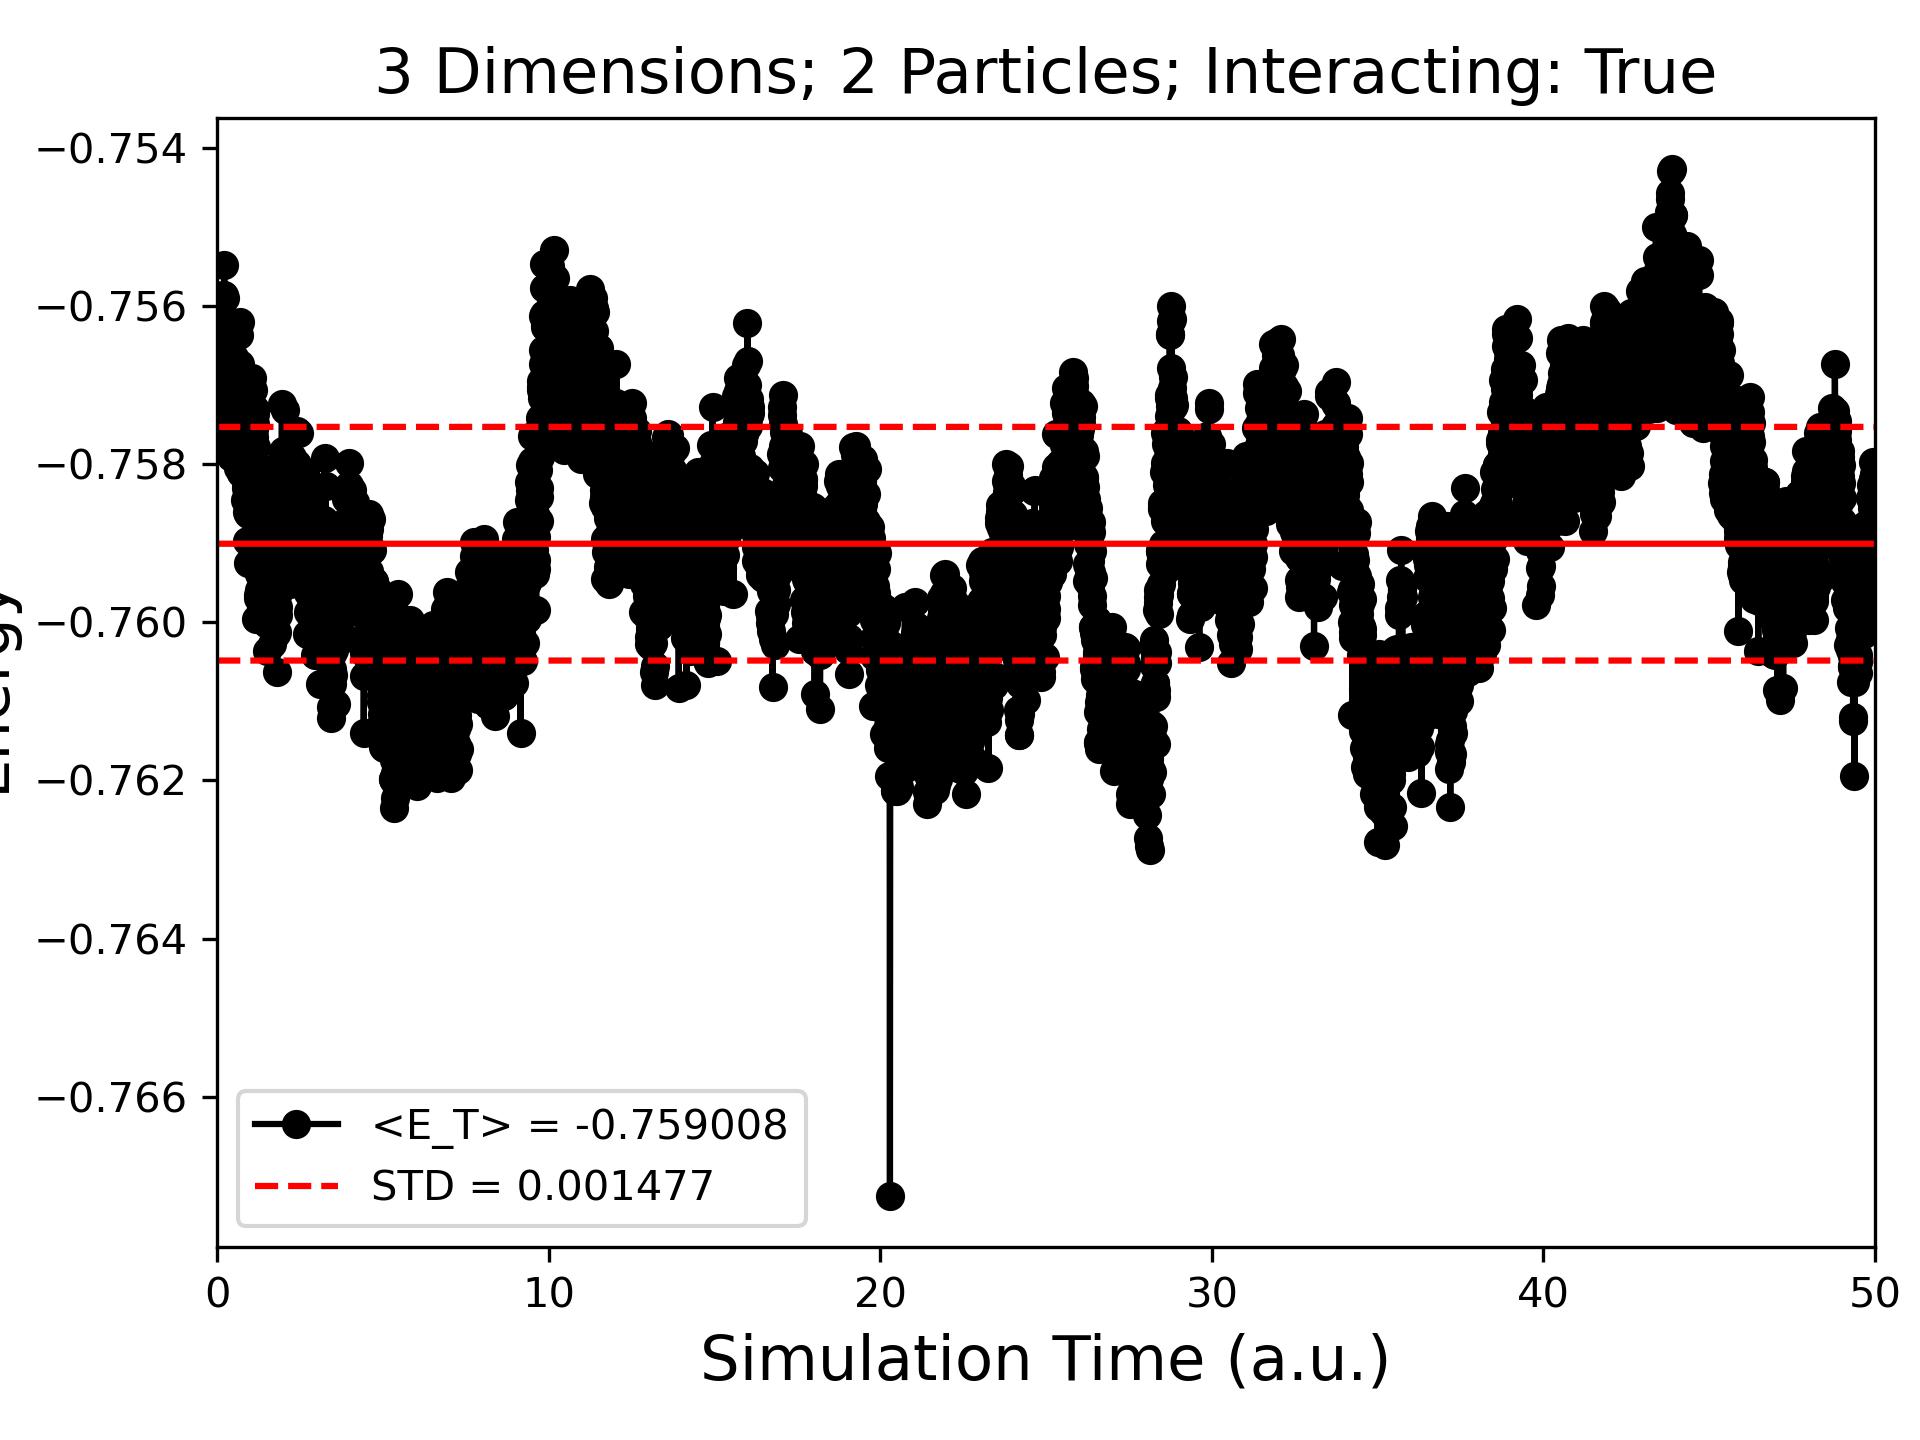 3 Dimensions; 2 Particles; Interacting: True
−0.754
−0.756
−0.758
−0.760
−0.762
−0.764
−0.766
<E_T> = -0.759008
STD = 0.001477
0 10 20 30 40 50
Simulation Time (a.u.)